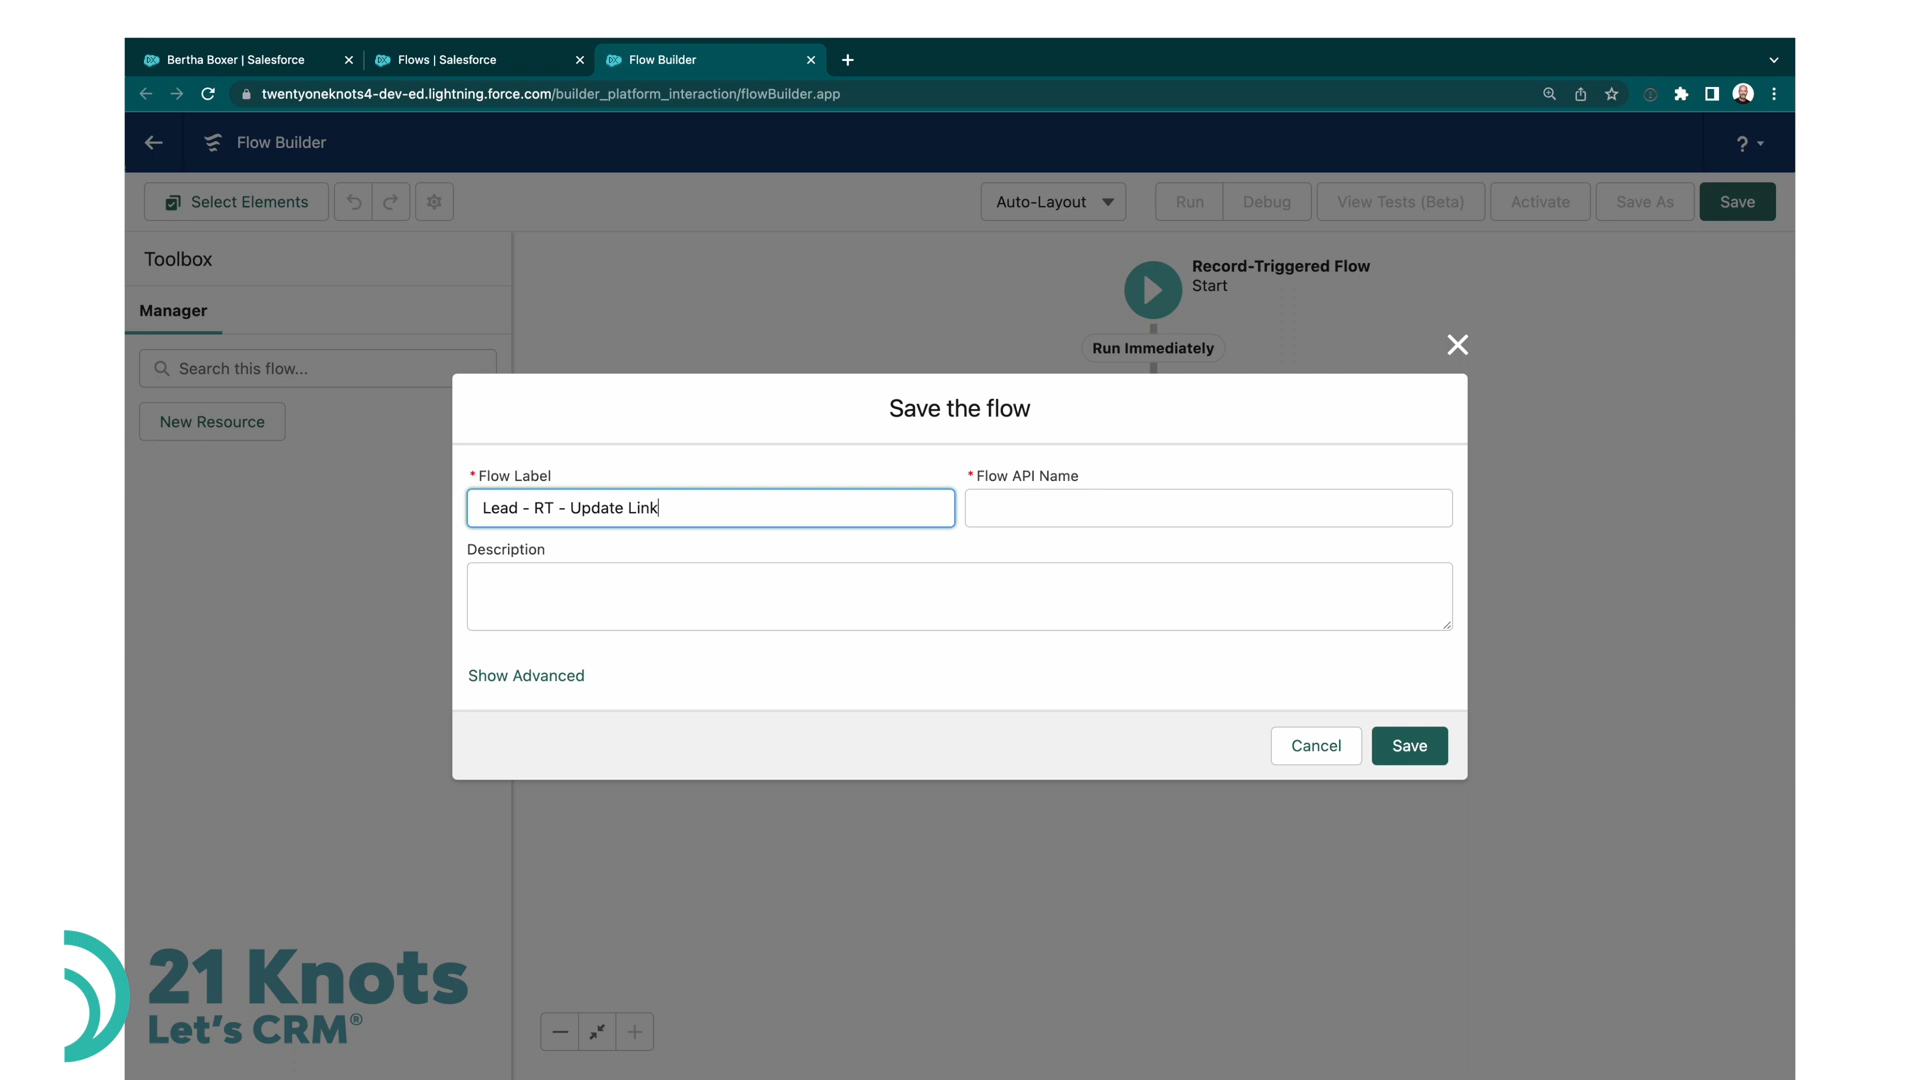 Bertha Boxer | Salesforce
Flows | Salesforce
Flow Builder
twentyoneknots4-dev-ed.lightning.force.com/builder_platform_interaction/flowBuilder.app
Flow Builder
?
Select Elements
Auto-Layout
Run
Debug
View Tests (Beta)
Activate
Save As
Save
Toolbox
Record-Triggered Flow
Start
Manager
Run Immediately
Search this flow...
New Resource
Save the flow
* Flow Label
* Flow API Name
Lead - RT - Update Link
Description
Show Advanced
Cancel
Save
21 Knots
Let's CRM®